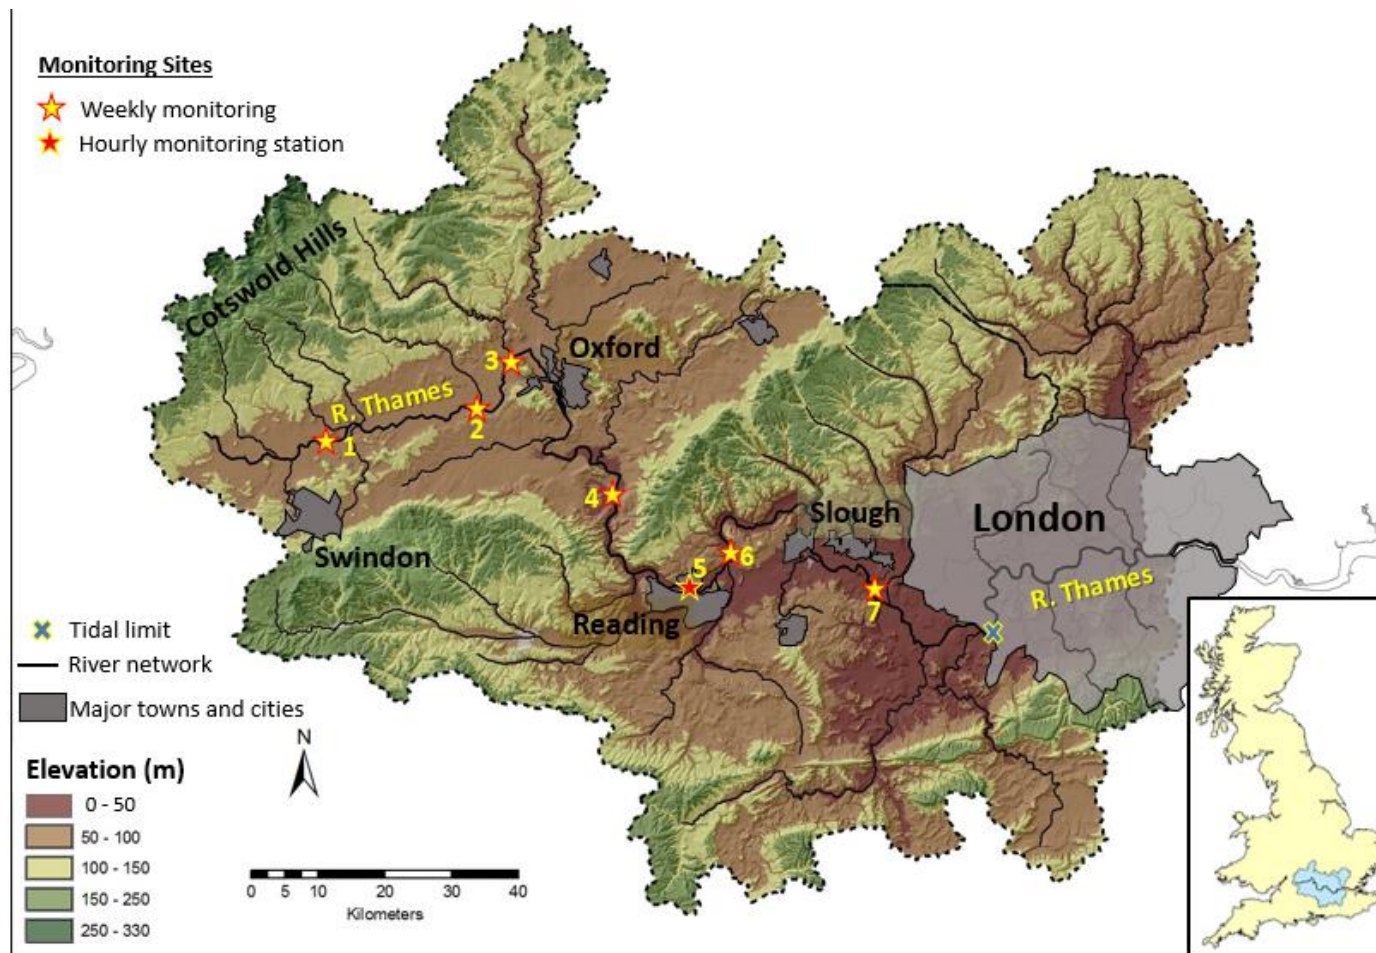 Monitoring Sites
Weekly monitoring
Hourly monitoring station
Cotswold Hills
3
Oxford
R. Thames
1
2
4
Swindon
Slough
London
5
6
7
R. Thames
Reading
Tidal limit
River network
Major towns and cities
N
Elevation (m)
0 - 50
50 - 100
100 - 150
150 - 250
250 - 330
0 5 10 20 30 40
Kilometers